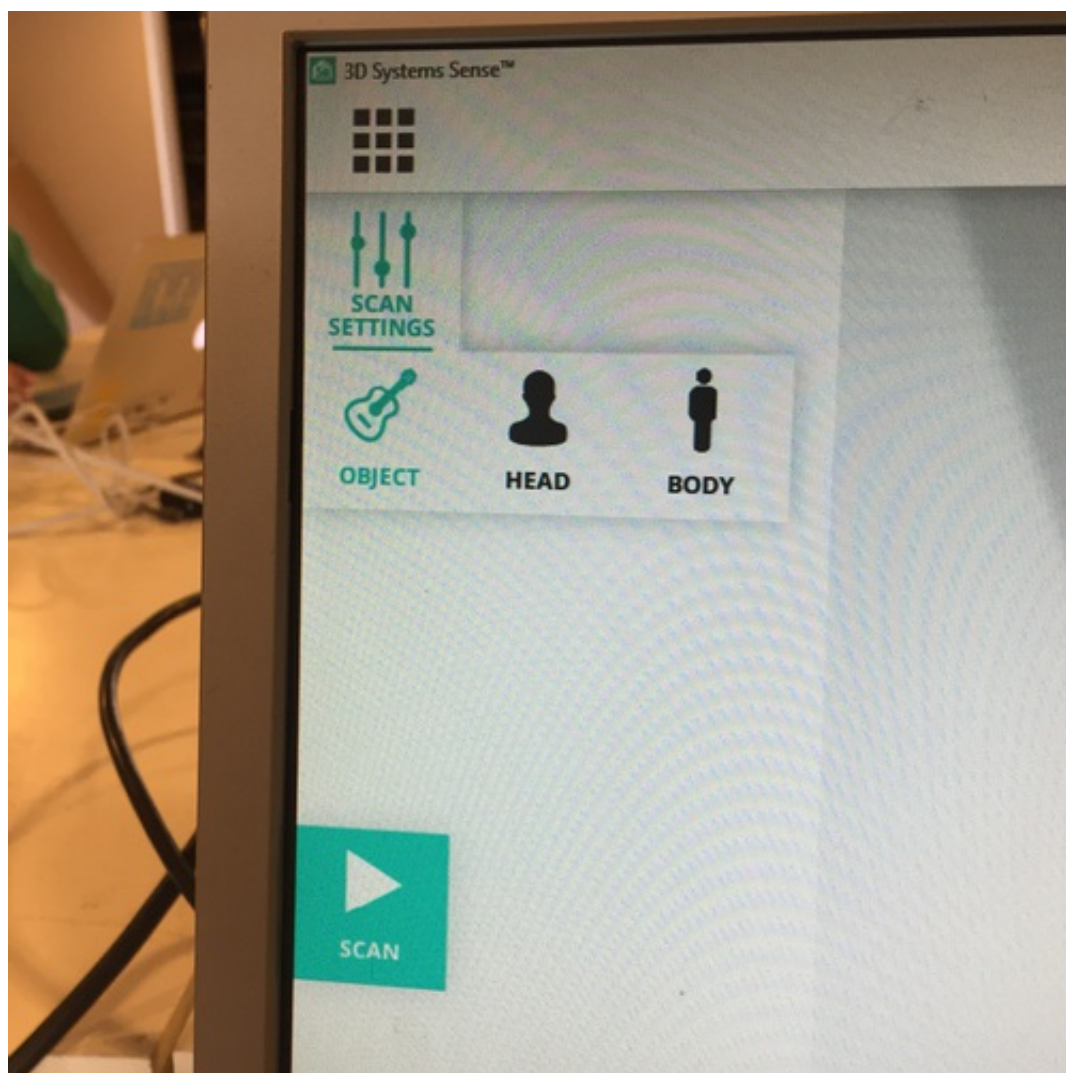 3D Systems Sense™
SCAN
SETTINGS
OBJECT
HEAD
BODY
SCAN